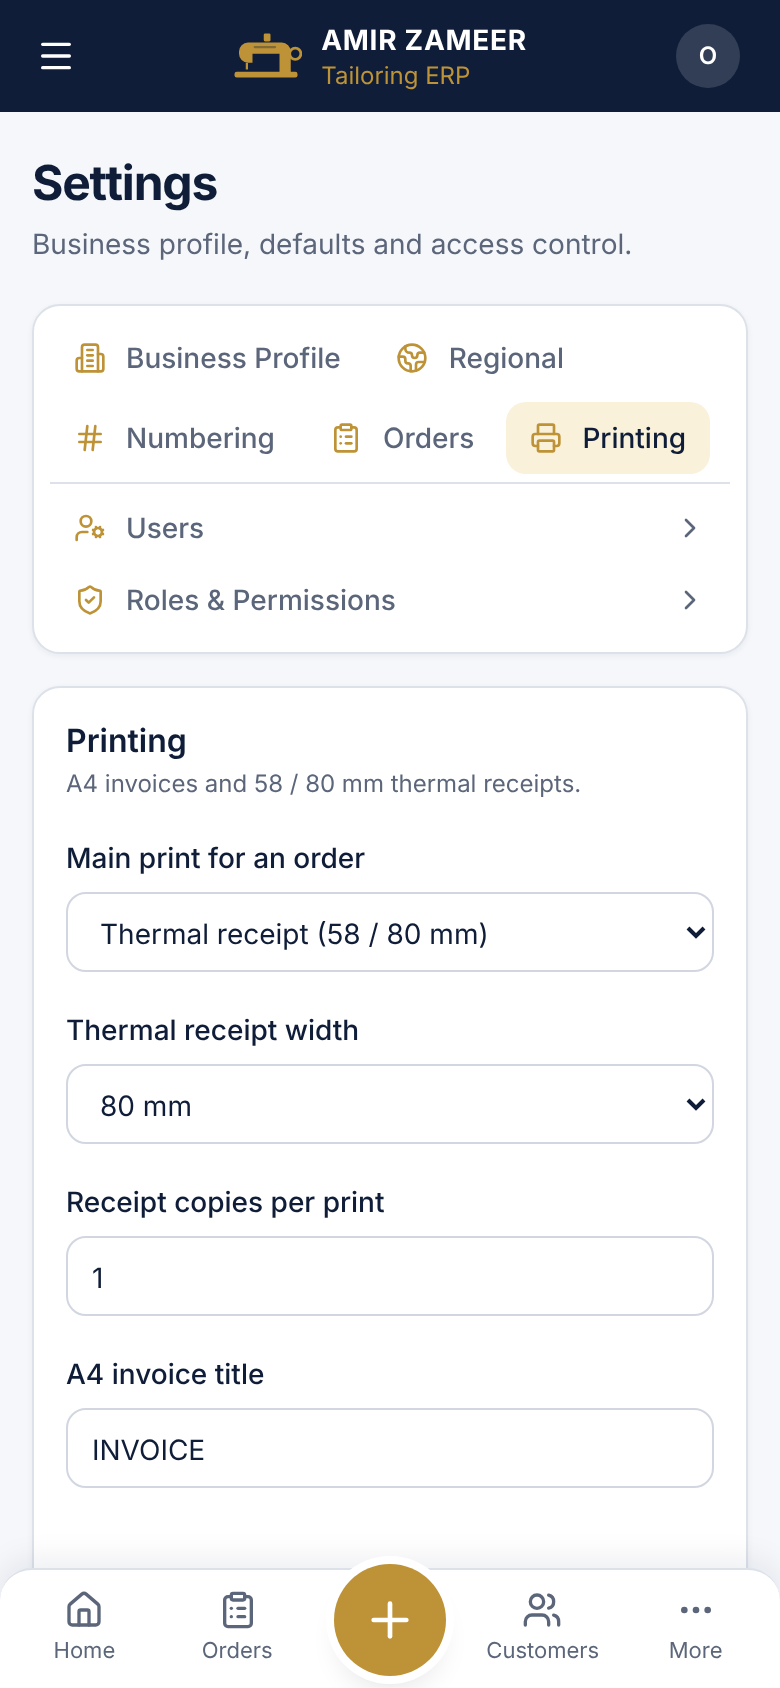 AMIR ZAMEER
Tailoring ERP
O
Settings
Business profile, defaults and access control.
Business Profile
Regional
Numbering
Orders
Printing
Users
Roles & Permissions
Printing
A4 invoices and 58 / 80 mm thermal receipts.
Main print for an order
Thermal receipt (58 / 80 mm)
Thermal receipt width
80 mm
Receipt copies per print
1
A4 invoice title
INVOICE
Home
Orders
Customers
More